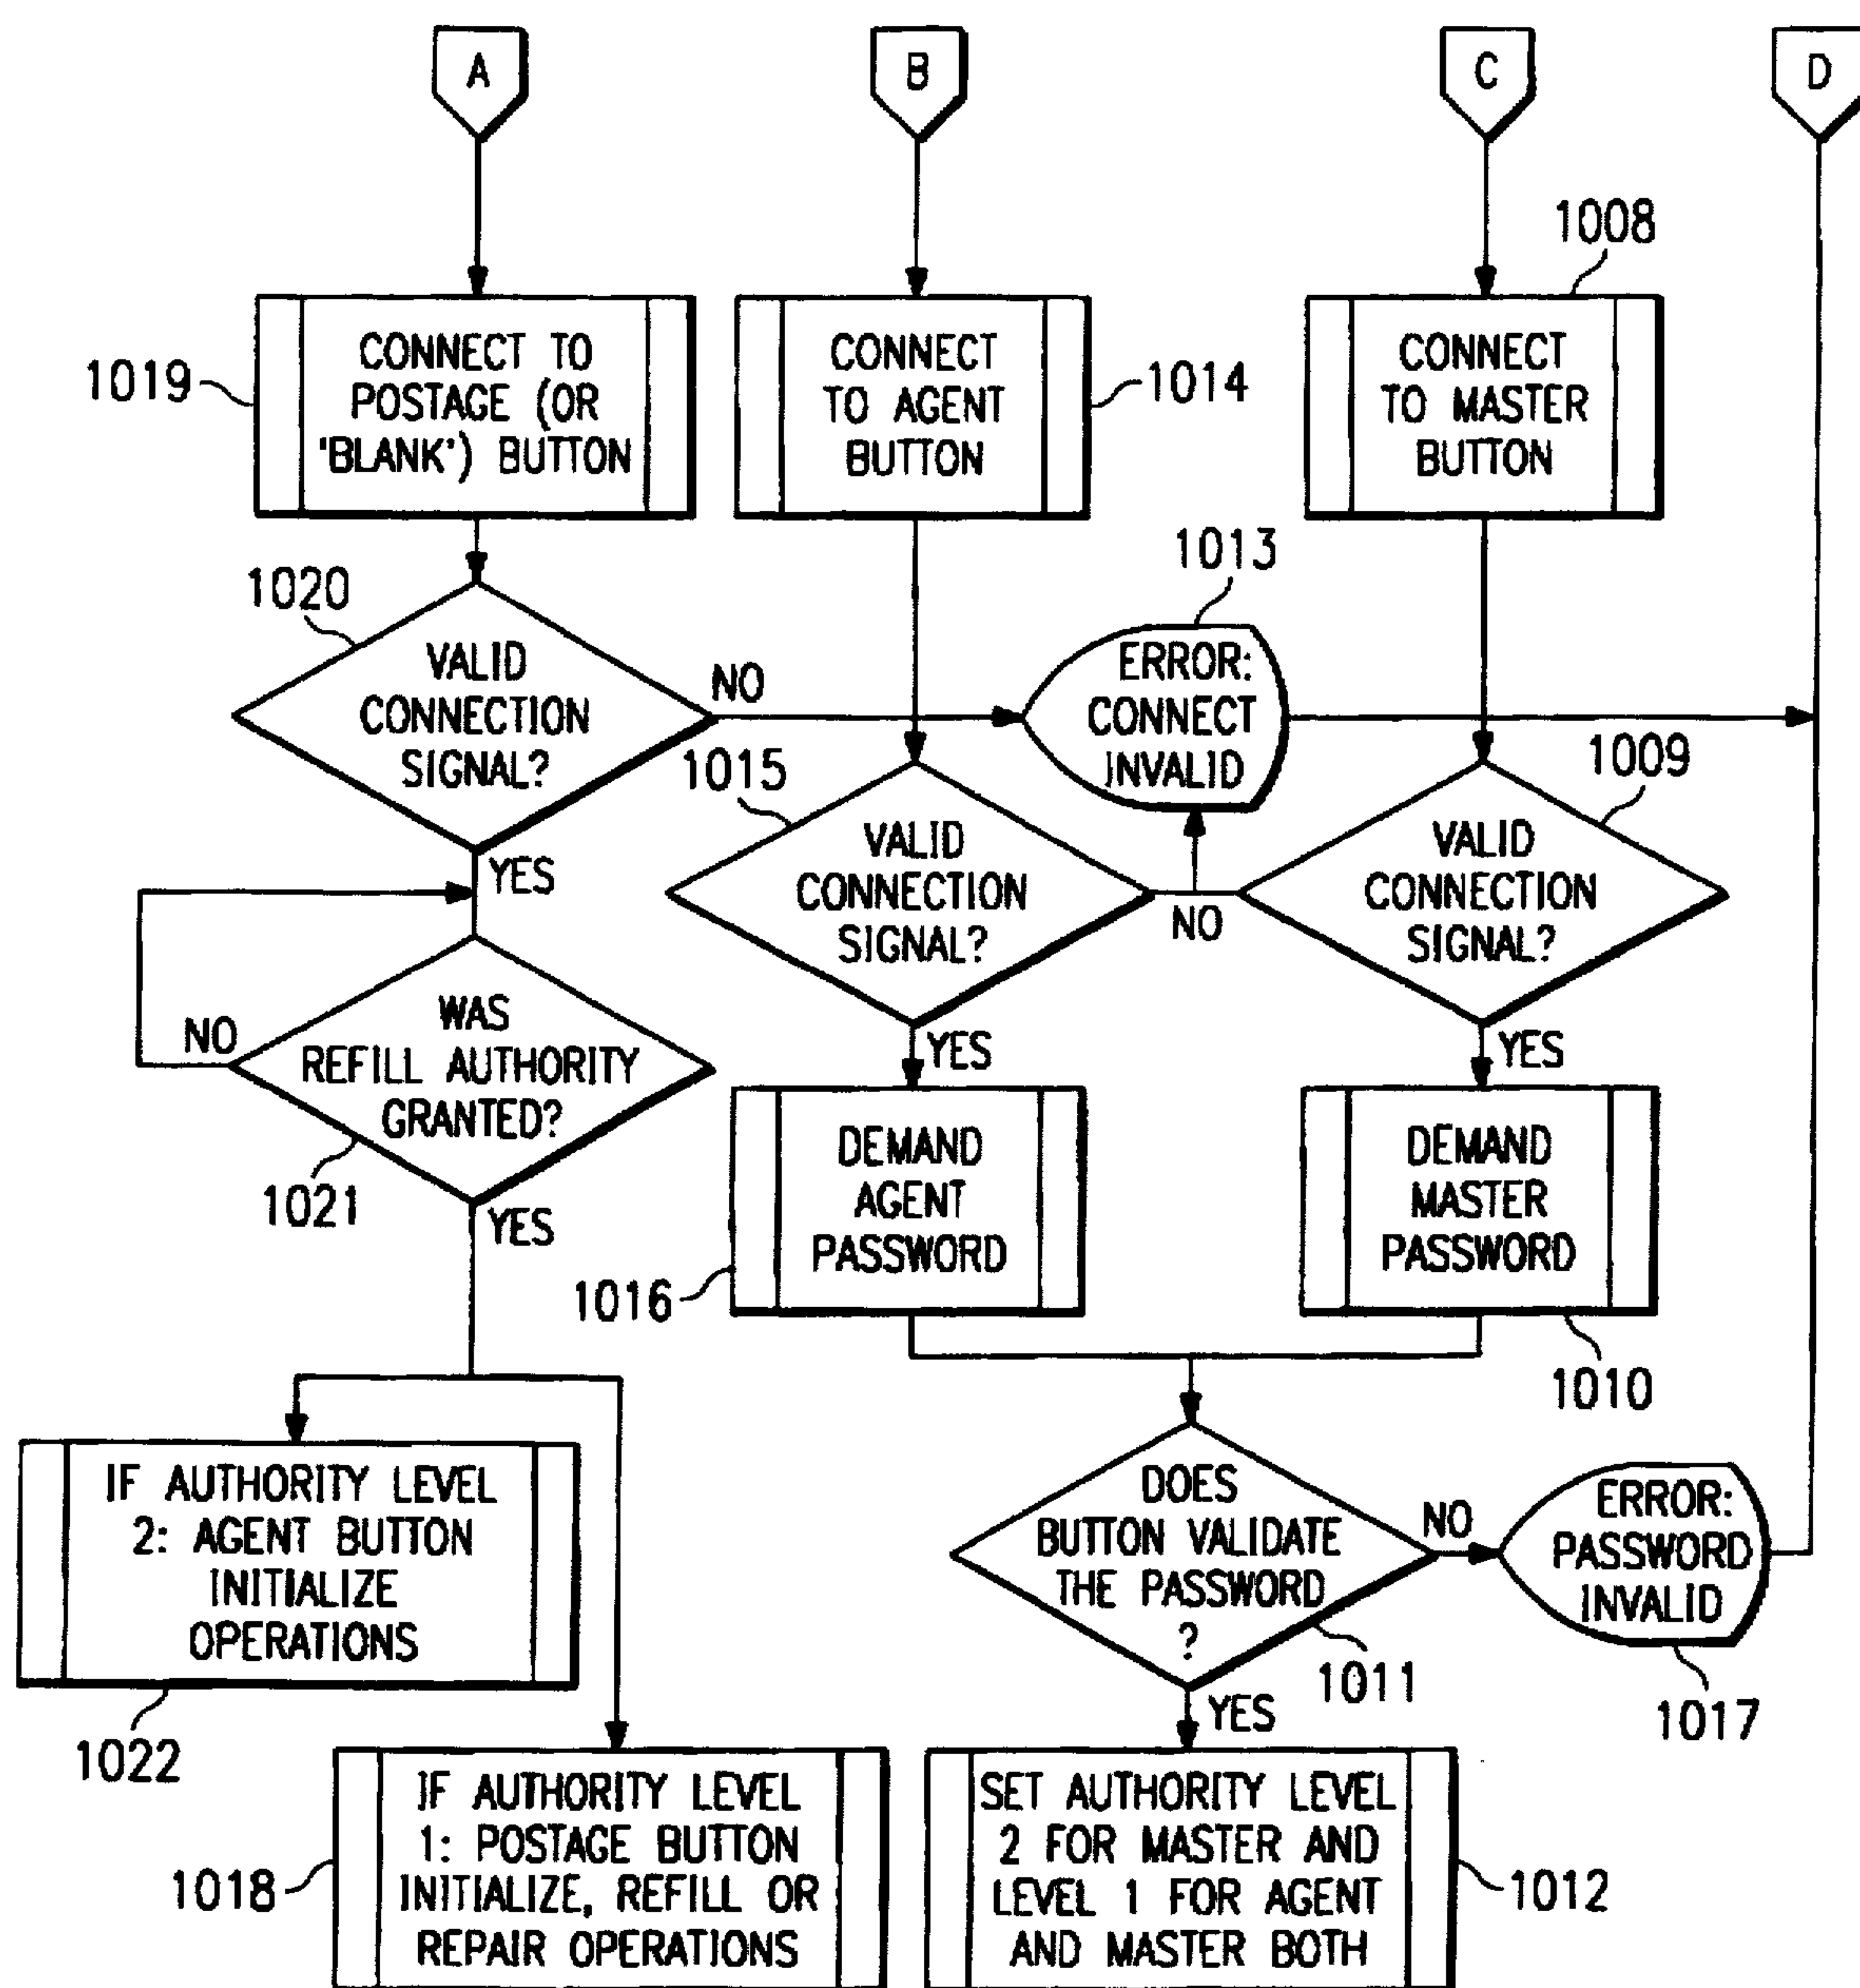 A
B
C
D
1008
CONNECT TO
POSTAGE (OR
'BLANK') BUTTON
1019
CONNECT
TO AGENT
BUTTON
1014
CONNECT
TO MASTER
BUTTON
1013
1020
VALID
CONNECTION
SIGNAL?
NO
ERROR:
CONNECT
INVALID
1015
1009
YES
VALID
CONNECTION
SIGNAL?
NO
VALID
CONNECTION
SIGNAL?
NO
WAS
REFILL AUTHORITY
GRANTED?
YES
YES
1021
YES
DEMAND
AGENT
PASSWORD
1016
DEMAND
MASTER
PASSWORD
1010
IF AUTHORITY LEVEL
2: AGENT BUTTON
INITIALIZE
OPERATIONS
1022
DOES
BUTTON VALIDATE
THE PASSWORD
?
NO
ERROR:
PASSWORD
INVALID
1011
1017
YES
IF AUTHORITY LEVEL
1: POSTAGE BUTTON
INITIALIZE, REFILL OR
REPAIR OPERATIONS
1018
SET AUTHORITY LEVEL
2 FOR MASTER AND
LEVEL 1 FOR AGENT
AND MASTER BOTH
1012